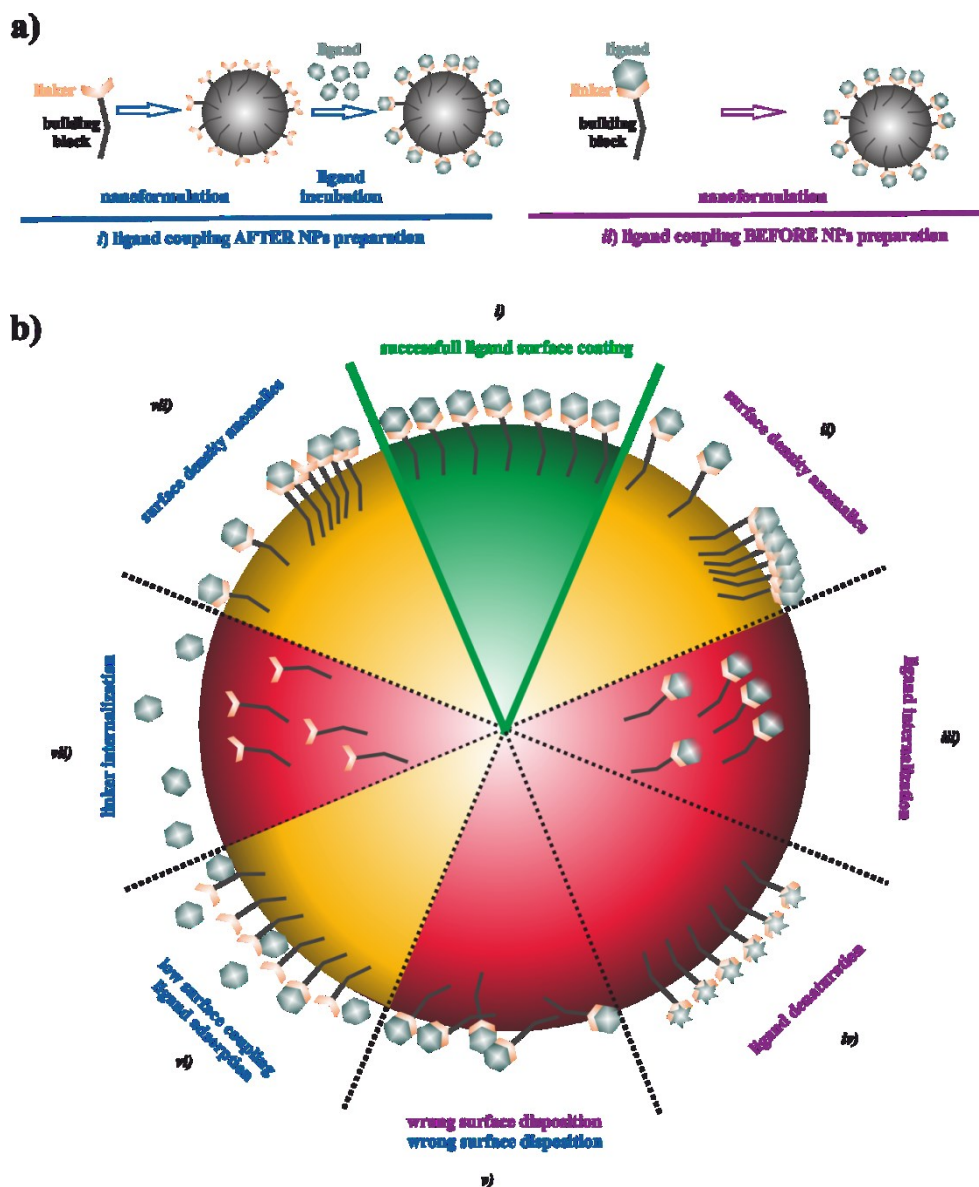 a)
ligand
linker
building
block
nanoformulation
ligand
incubation
i) ligand coupling AFTER NPs preparation
ligand
linker
building
block
nanoformulation
ii) ligand coupling BEFORE NPs preparation
b)
i)
successfull ligand surface coating
ii)
surface density anomalies
iii)
ligand internalization
iv)
ligand denaturation
wrong surface disposition
wrong surface disposition
v)
low surface coupling
ligand adsorption
vi)
linker internalization
vii)
surface density anomalies
vii)